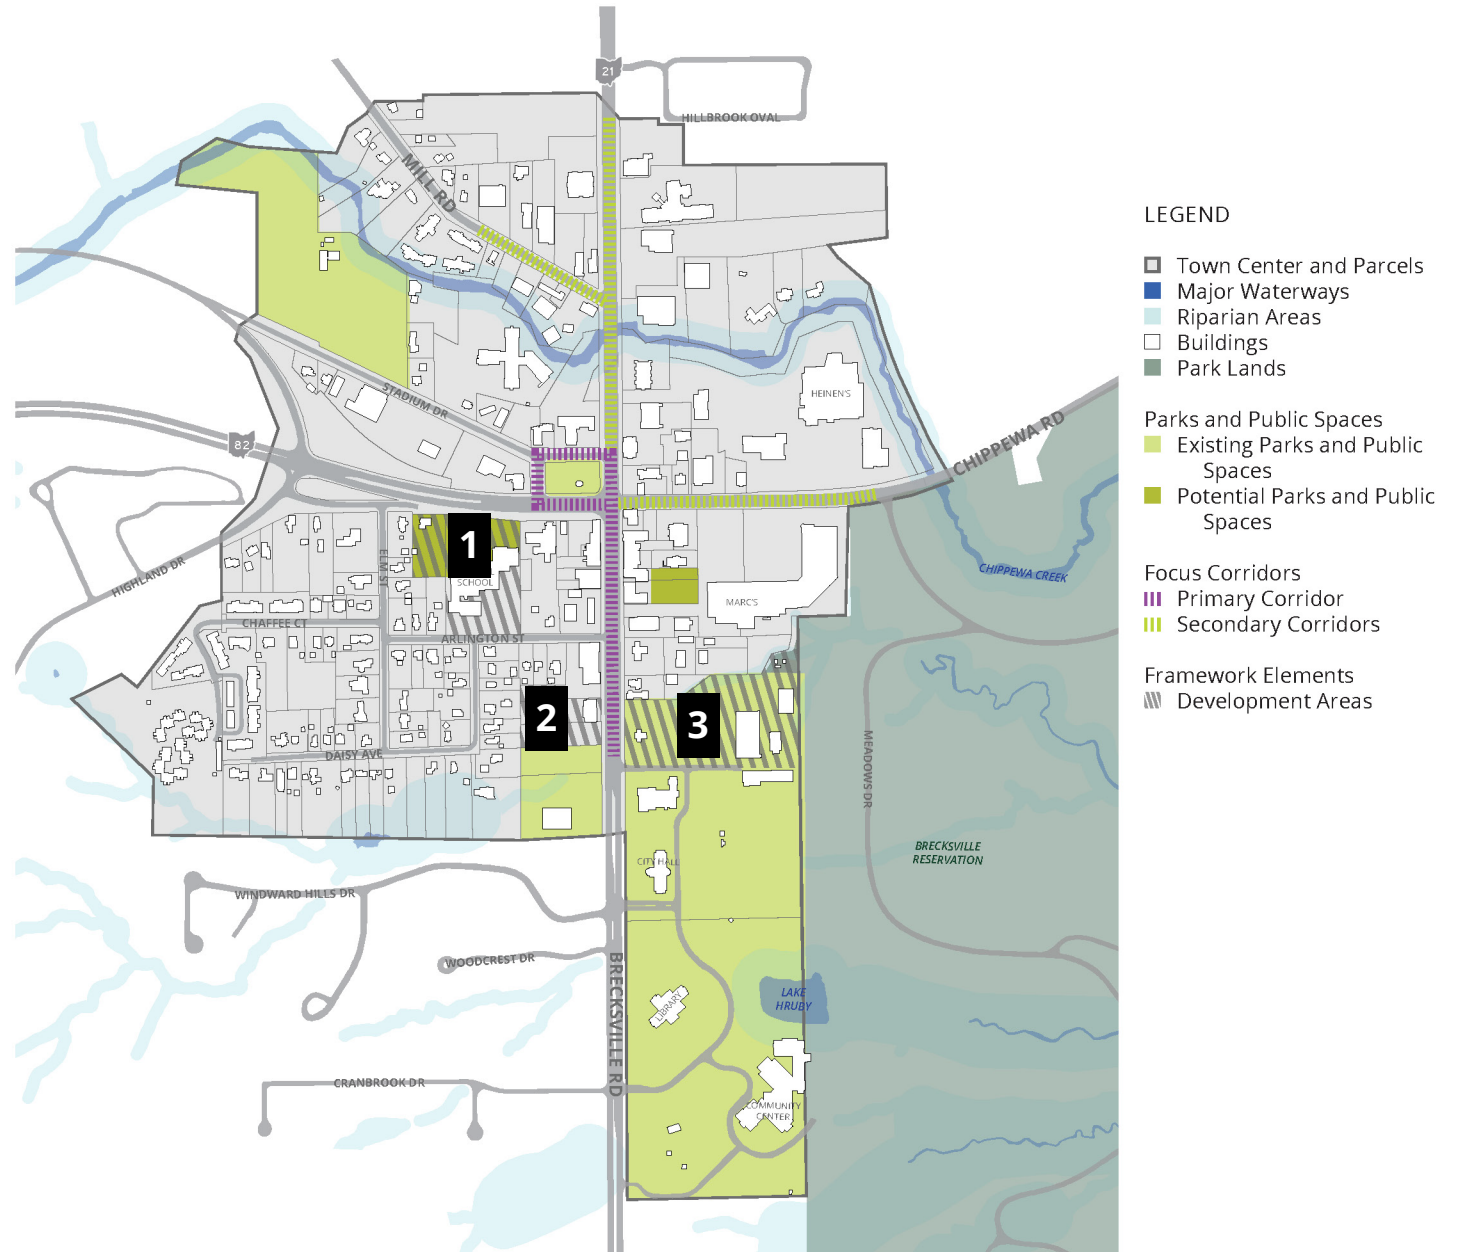 21
HILLBROOK OVAL
MILL RD
LEGEND
Town Center and Parcels
Major Waterways
Riparian Areas
Buildings
Park Lands
Parks and Public Spaces
Existing Parks and Public
Spaces
Potential Parks and Public
Spaces
Focus Corridors
Primary Corridor
Secondary Corridors
Framework Elements
Development Areas
STADIUM DR
HEINEN'S
82
CHIPPEWA RD
1
SCHOOL
ELM ST
HIGHLAND DR
CHIPPEWA CREEK
MARC'S
CHAFFEE CT
ARLINGTON ST
2
3
DAISY AVE
MEADOWS DR
BRECKSVILLE
RESERVATION
CITY HALL
WINDWARD HILLS DR
WOODCREST DR
BRECKSVILLE RD
LAKE
HRUBY
LIBRARY
CRANBROOK DR
COMMUNITY
CENTER